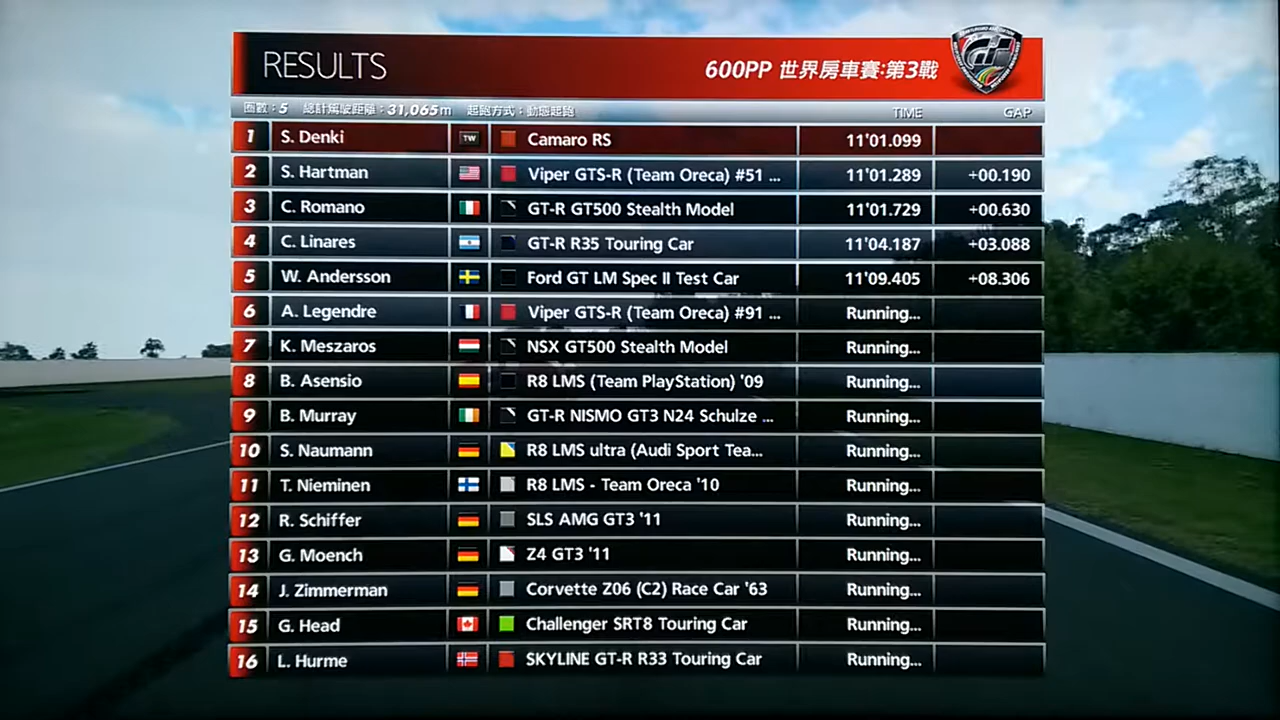 RESULTS
600PP 世界房車賽:第3戰
圈數:5 總計駕駛距離:31,065m 起跑方式:動態起跑
TIME GAP
1 S. Denki TW Camaro RS 11'01.099
2 S. Hartman Viper GTS-R (Team Oreca) #51 ... 11'01.289 +00.190
3 C. Romano GT-R GT500 Stealth Model 11'01.729 +00.630
4 C. Linares GT-R R35 Touring Car 11'04.187 +03.088
5 W. Andersson Ford GT LM Spec II Test Car 11'09.405 +08.306
6 A. Legendre Viper GTS-R (Team Oreca) #91 ... Running...
7 K. Meszaros NSX GT500 Stealth Model Running...
8 B. Asensio R8 LMS (Team PlayStation) '09 Running...
9 B. Murray GT-R NISMO GT3 N24 Schulze ... Running...
10 S. Naumann R8 LMS ultra (Audi Sport Tea... Running...
11 T. Nieminen R8 LMS - Team Oreca '10 Running...
12 R. Schiffer SLS AMG GT3 '11 Running...
13 G. Moench Z4 GT3 '11 Running...
14 J. Zimmerman Corvette Z06 (C2) Race Car '63 Running...
15 G. Head Challenger SRT8 Touring Car Running...
16 L. Hurme SKYLINE GT-R R33 Touring Car Running...